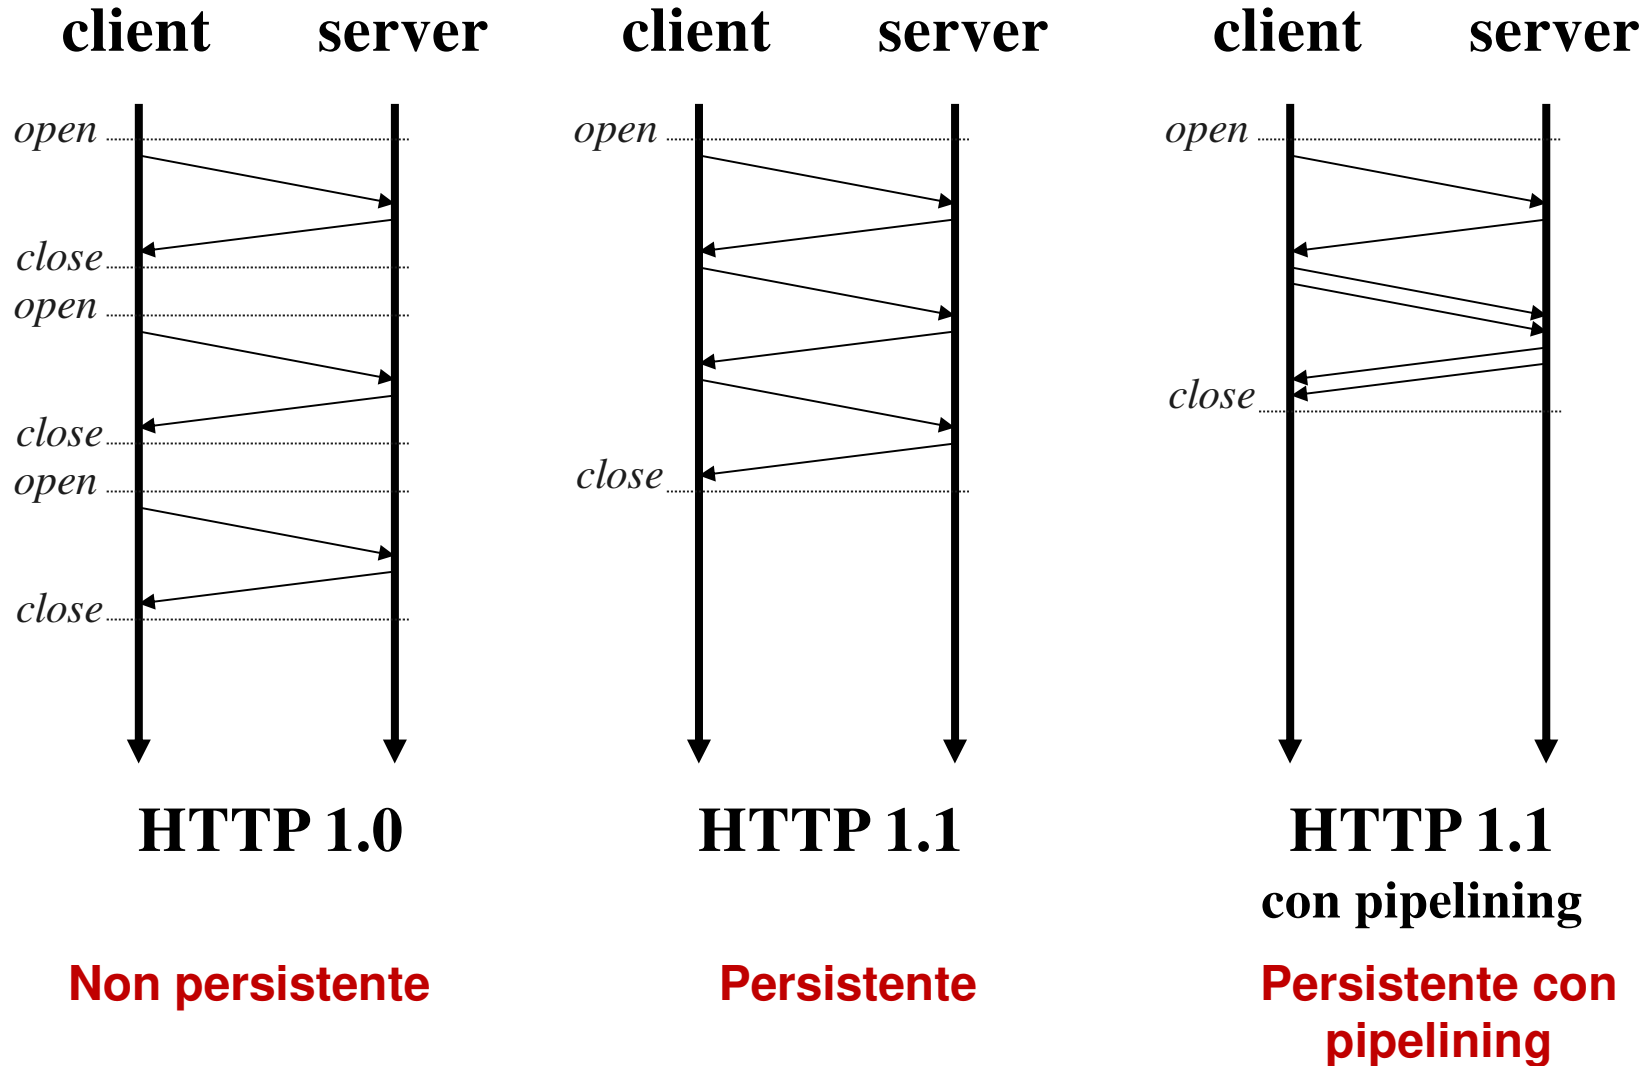 client server
open
close
open
close
open
close
HTTP 1.0
Non persistente
client server
open
close
HTTP 1.1
Persistente
client server
open
close
HTTP 1.1
con pipelining
Persistente con
pipelining